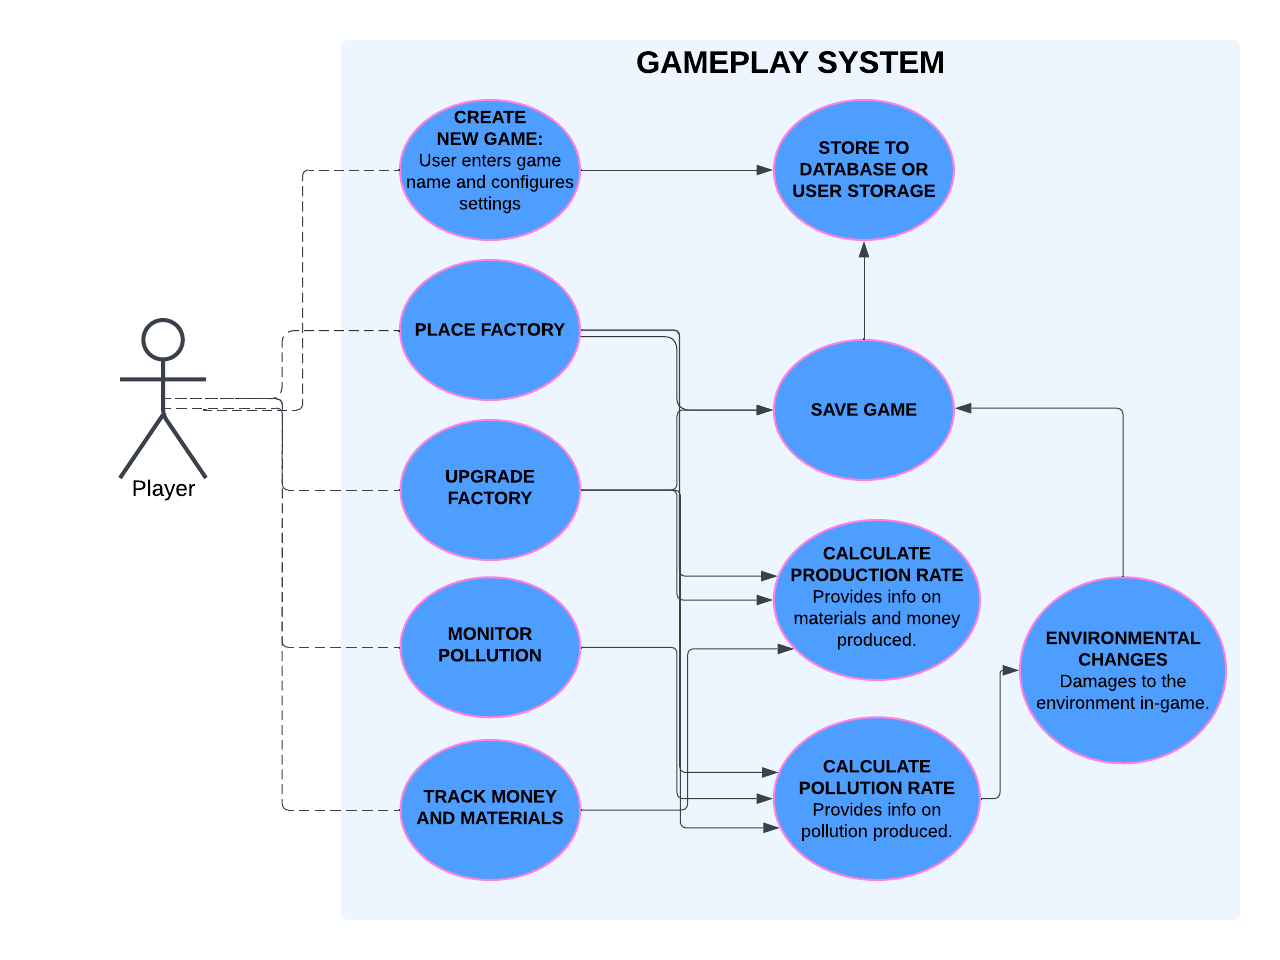 GAMEPLAY SYSTEM
CREATE
NEW GAME:
User enters game
name and configures
settings
STORE TO
DATABASE OR
USER STORAGE
PLACE FACTORY
SAVE GAME
Player
UPGRADE
FACTORY
CALCULATE
PRODUCTION RATE
Provides info on
materials and money
produced.
MONITOR
POLLUTION
ENVIRONMENTAL
CHANGES
Damages to the
environment in-game.
TRACK MONEY
AND MATERIALS
CALCULATE
POLLUTION RATE
Provides info on
pollution produced.